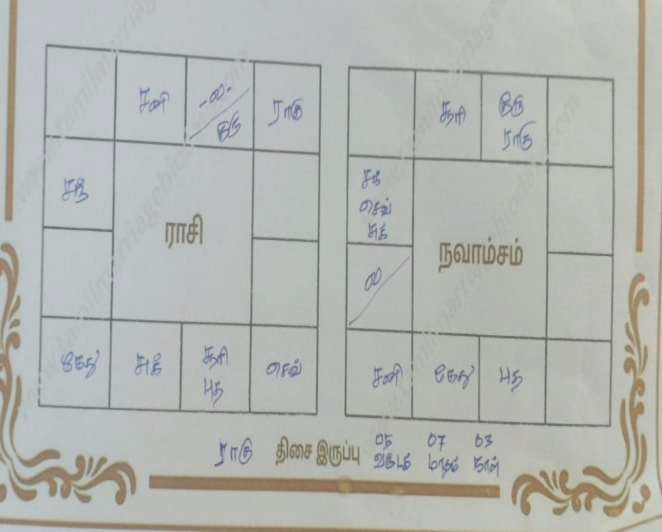 சனி -ல- ராகு சூரி குரு
குரு ராகு
சந் சந்
செவ்
சுக்
ராசி நவாம்சம்
ல
கேது சுக் சூரி செவ் சனி கேது புத
புத
ராகு திசை இருப்பு 05 07 03
வருடம் மாதம் நாள்